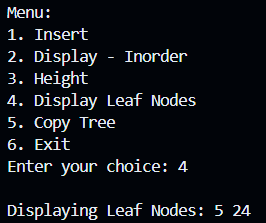 Menu:
1. Insert
2. Display - Inorder
3. Height
4. Display Leaf Nodes
5. Copy Tree
6. Exit
Enter your choice: 4
Displaying Leaf Nodes: 5 24